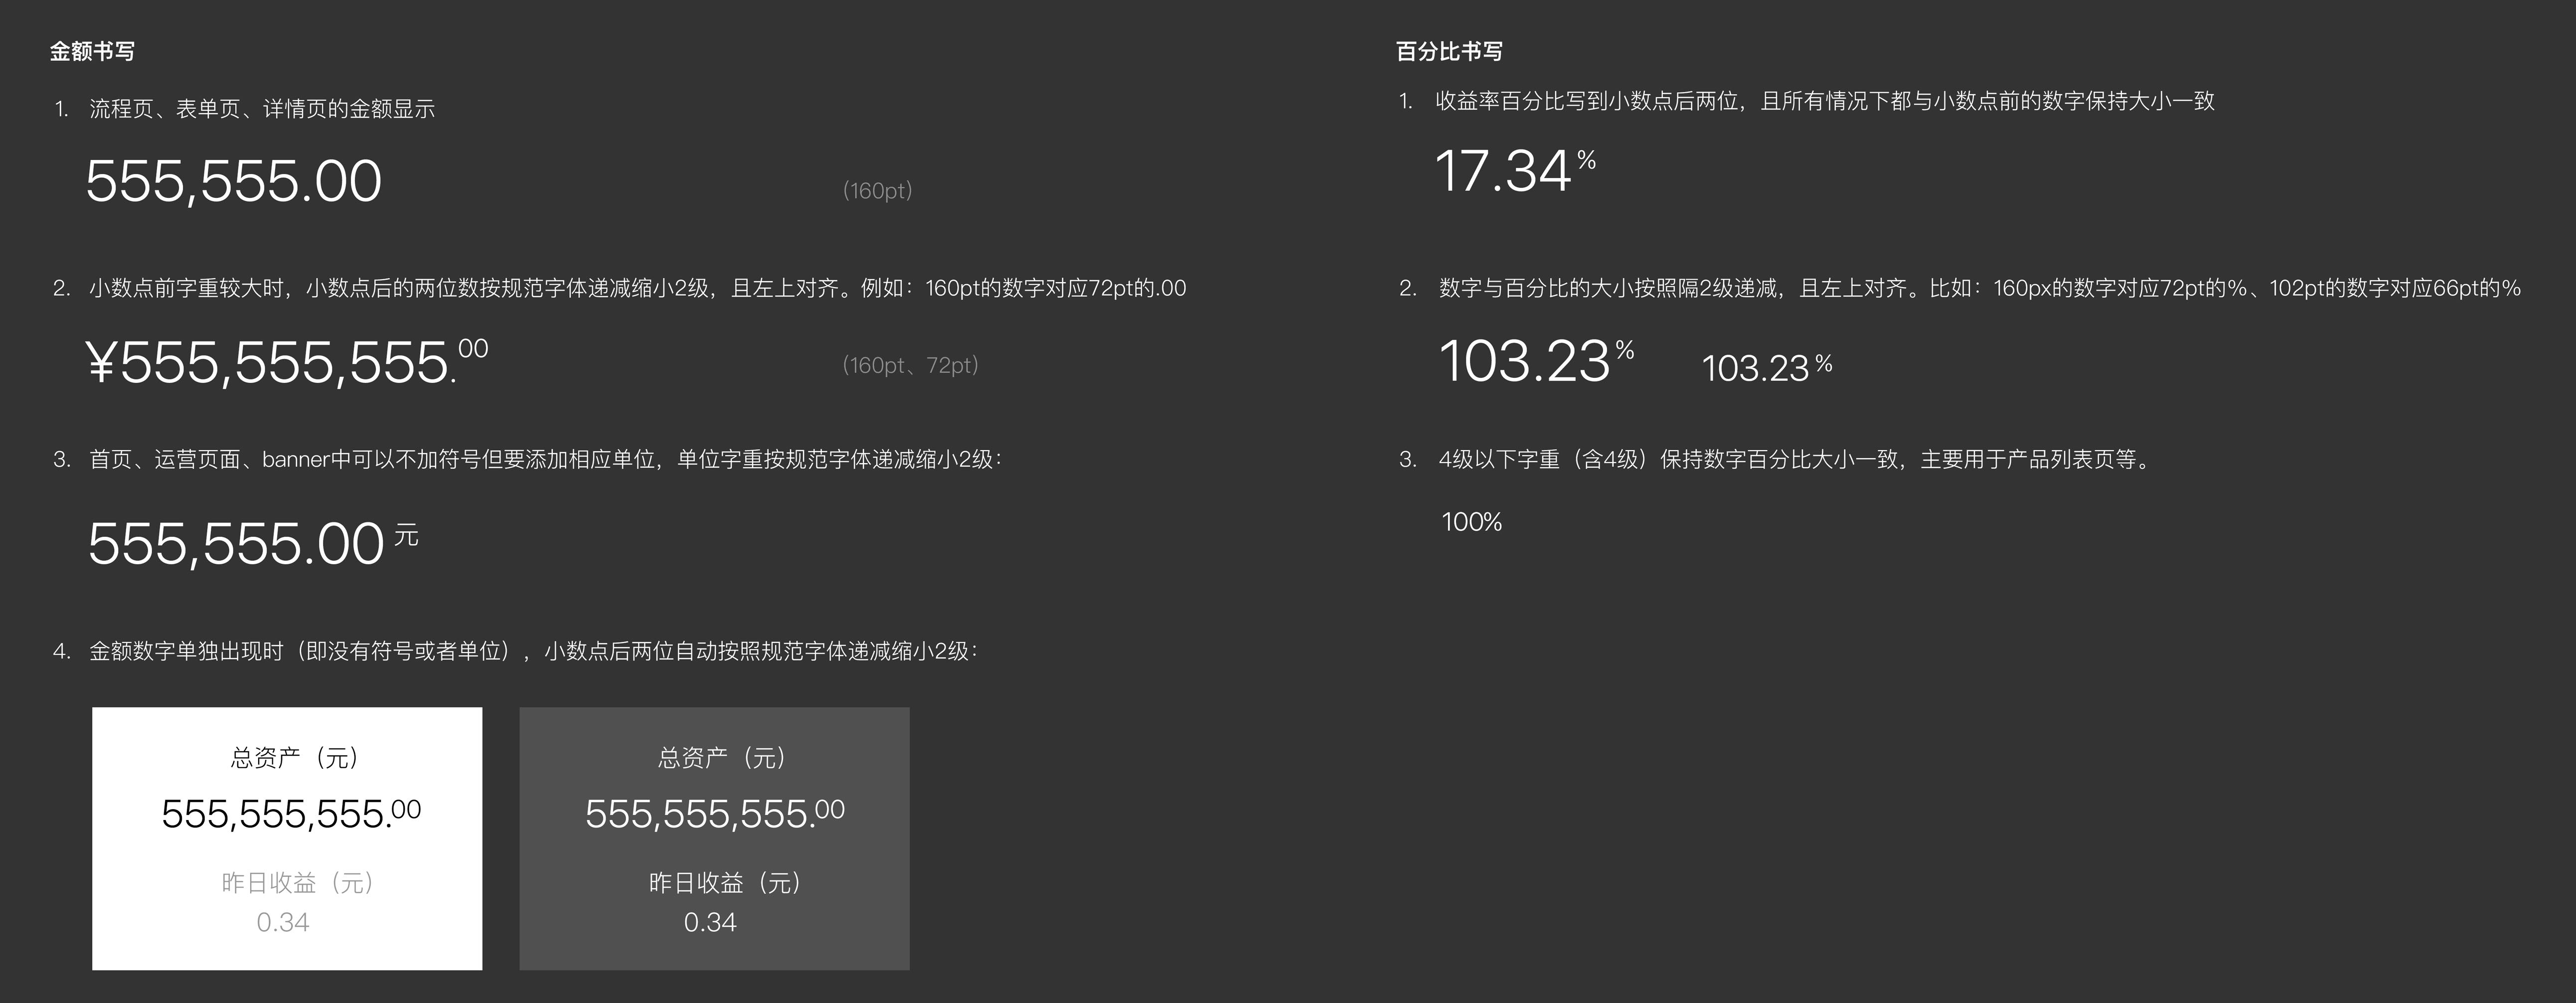 金额书写
1. 流程页、表单页、详情页的金额显示
555,555.00
(160pt)
2. 小数点前字重较大时，小数点后的两位数按规范字体递减缩小2级，且左上对齐。例如：160pt的数字对应72pt的.00
¥555,555,555.00
(160pt、72pt)
3. 首页、运营页面、banner中可以不加符号但要添加相应单位，单位字重按规范字体递减缩小2级：
555,555.00 元
4. 金额数字单独出现时（即没有符号或者单位），小数点后两位自动按照规范字体递减缩小2级：
总资产（元）
555,555,555.00
昨日收益（元）
0.34
总资产（元）
555,555,555.00
昨日收益（元）
0.34
百分比书写
1. 收益率百分比写到小数点后两位，且所有情况下都与小数点前的数字保持大小一致
17.34%
2. 数字与百分比的大小按照隔2级递减，且左上对齐。比如：160px的数字对应72pt的%、102pt的数字对应66pt的%
103.23% 103.23%
3. 4级以下字重（含4级）保持数字百分比大小一致，主要用于产品列表页等。
100%